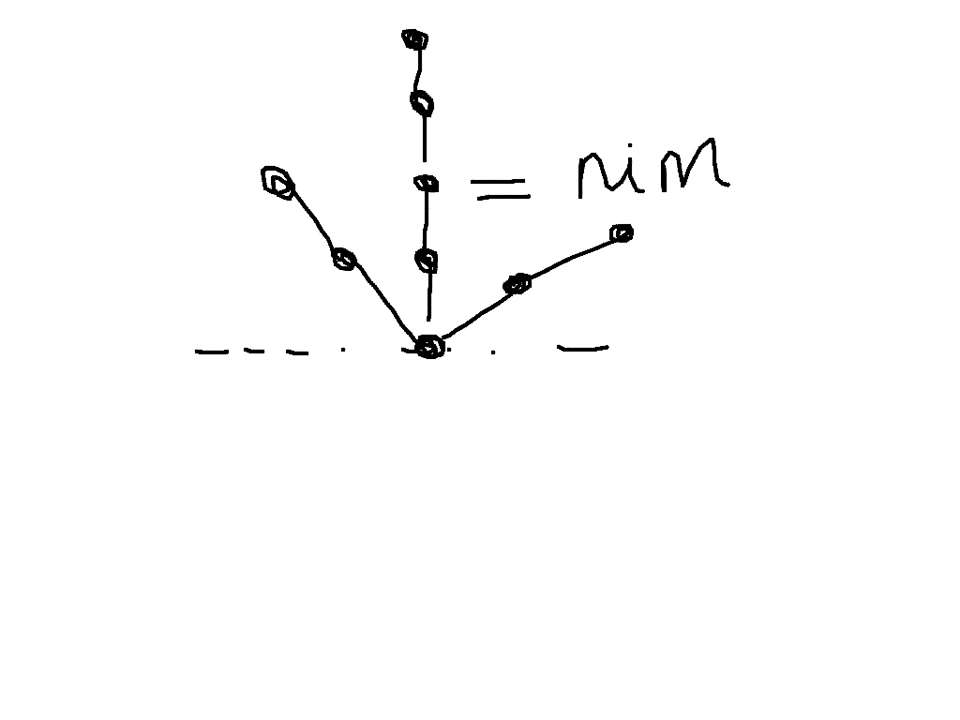 = nim